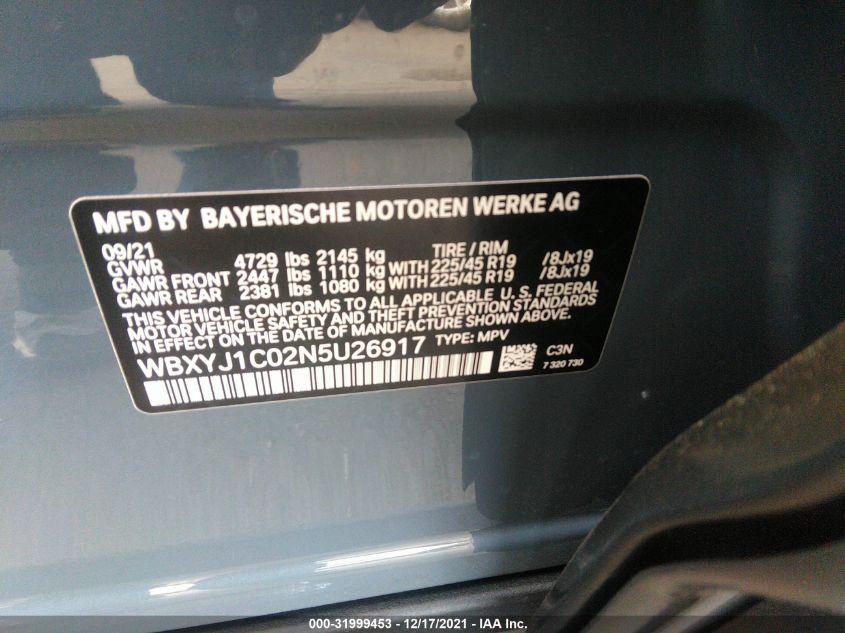 MFD BY BAYERISCHE MOTOREN WERKE AG
09/21 TIRE / RIM
GVWR 4729 lbs 2145 kg
GAWR FRONT 2447 lbs 1110 kg WITH 225/45 R19 /8Jx19
GAWR REAR 2381 lbs 1080 kg WITH 225/45 R19 /8Jx19
THIS VEHICLE CONFORMS TO ALL APPLICABLE U. S. FEDERAL
MOTOR VEHICLE SAFETY AND THEFT PREVENTION STANDARDS
IN EFFECT ON THE DATE OF MANUFACTURE SHOWN ABOVE.
WBXYJ1C02N5U26917 TYPE: MPV
C3N
7 320 730
000-31999453 - 12/17/2021 - IAA Inc.